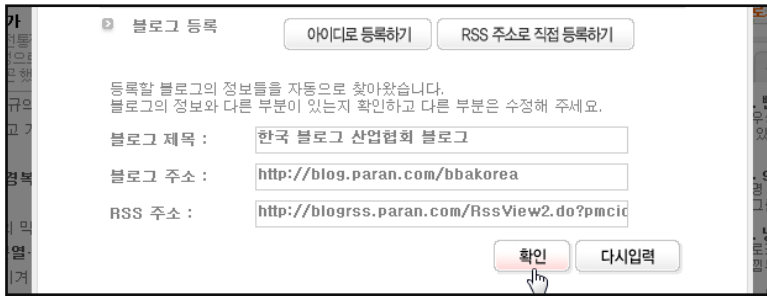 블로그 등록
아이디로 등록하기
RSS 주소로 직접 등록하기
등록할 블로그의 정보들을 자동으로 찾아왔습니다.
블로그의 정보와 다른 부분이 있는지 확인하고 다른 부분은 수정해 주세요.
블로그 제목 :
한국 블로그 산업협회 블로그
블로그 주소 :
http://blog.paran.com/bbakorea
RSS 주소 :
http://blogrss.paran.com/RssView2.do?pmcic
확인
다시입력